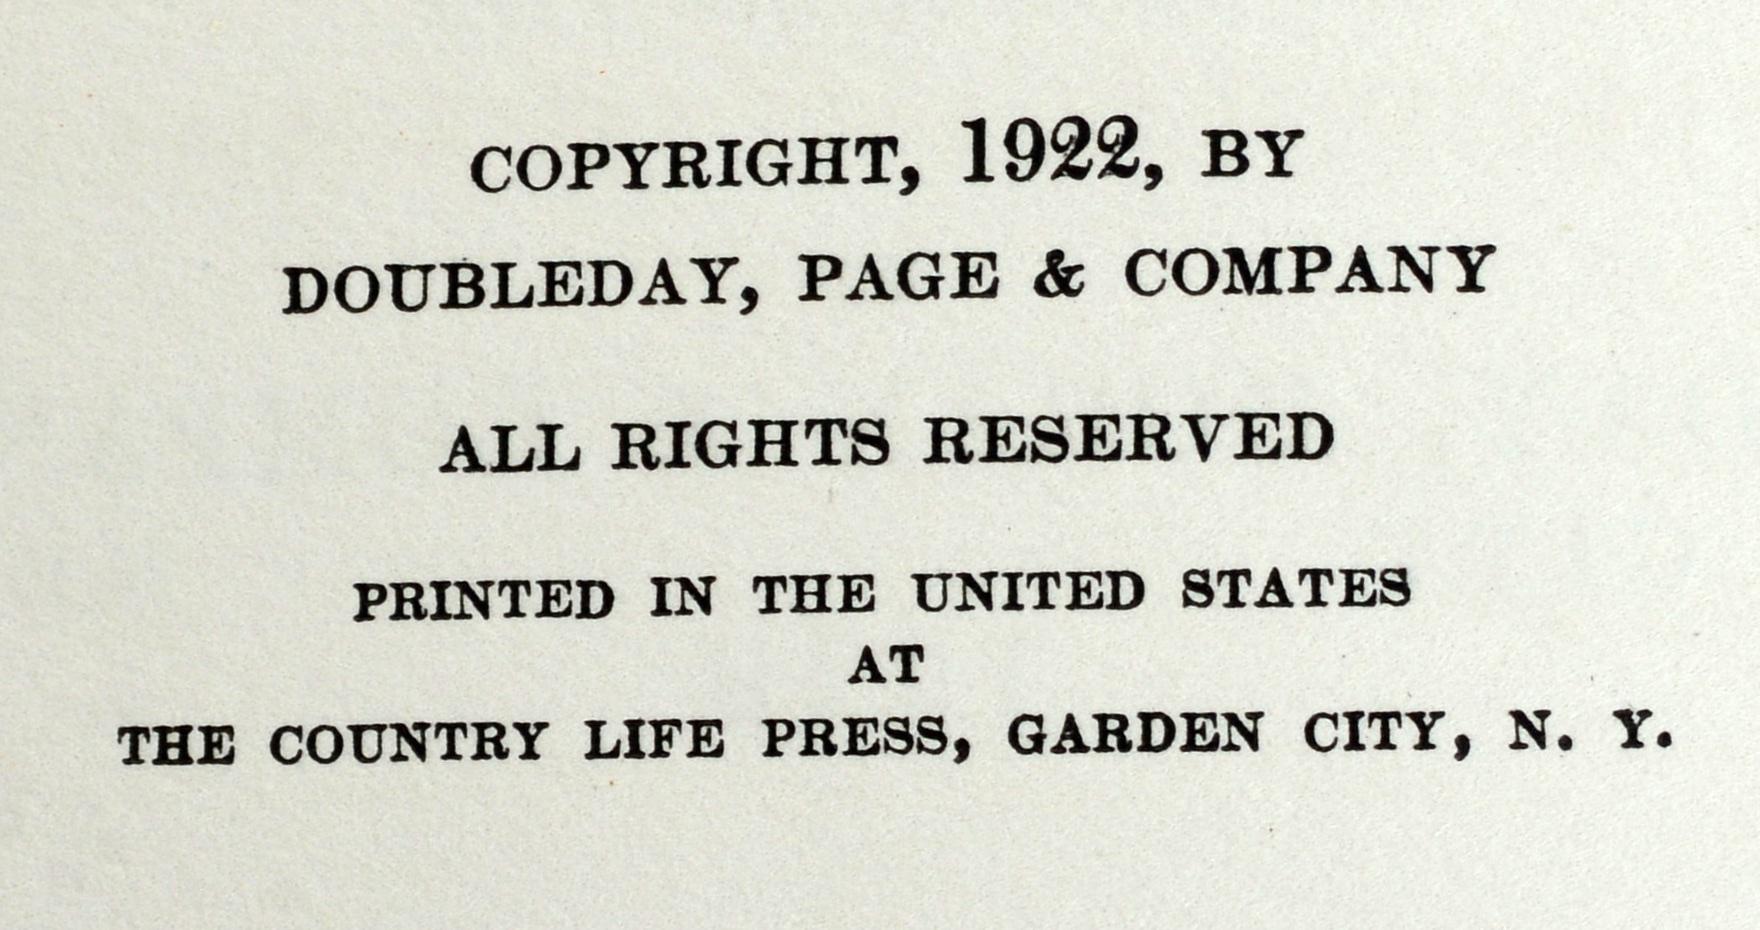 COPYRIGHT, 1922, BY
DOUBLEDAY, PAGE & COMPANY
ALL RIGHTS RESERVED
PRINTED IN THE UNITED STATES
AT
THE COUNTRY LIFE PRESS, GARDEN CITY, N. Y.